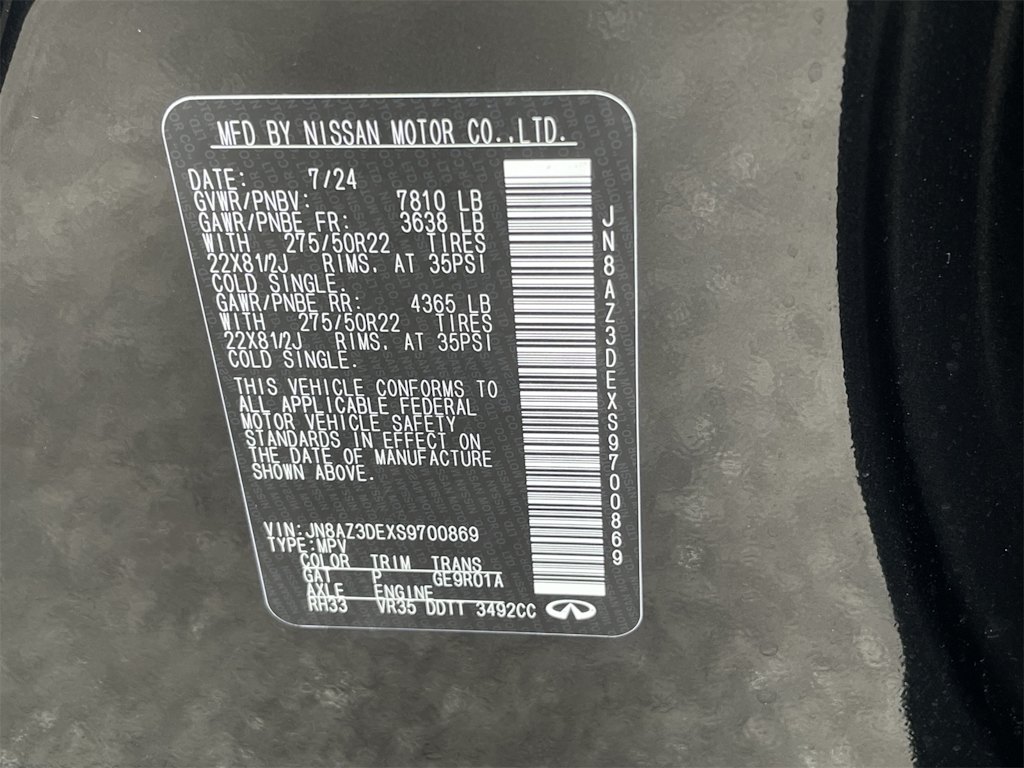 MFD BY NISSAN MOTOR CO.,LTD.
DATE: 7/24
GVWR/PNBV: 7810 LB
GAWR/PNBE FR: 3638 LB
WITH 275/50R22 TIRES
22X81/2J RIMS. AT 35PSI
COLD SINGLE.
GAWR/PNBE RR: 4365 LB
WITH 275/50R22 TIRES
22X81/2J RIMS. AT 35PSI
COLD SINGLE.
THIS VEHICLE CONFORMS TO
ALL APPLICABLE FEDERAL
MOTOR VEHICLE SAFETY
STANDARDS IN EFFECT ON
THE DATE OF MANUFACTURE
SHOWN ABOVE.
VIN:JN8AZ3DEXS9700869
TYPE:MPV
COLOR TRIM TRANS
GAT P GE9R01A
AXLE ENGINE
RH33 VR35 DDTT 3492CC
JN8AZ3DEXS9700869